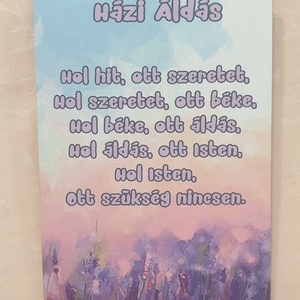 Házi Áldás
Hol hit, ott szeretet,
Hol szeretet, ott béke,
Hol béke, ott áldás,
Hol áldás, ott Isten,
Hol Isten,
Ott szükség nincsen.